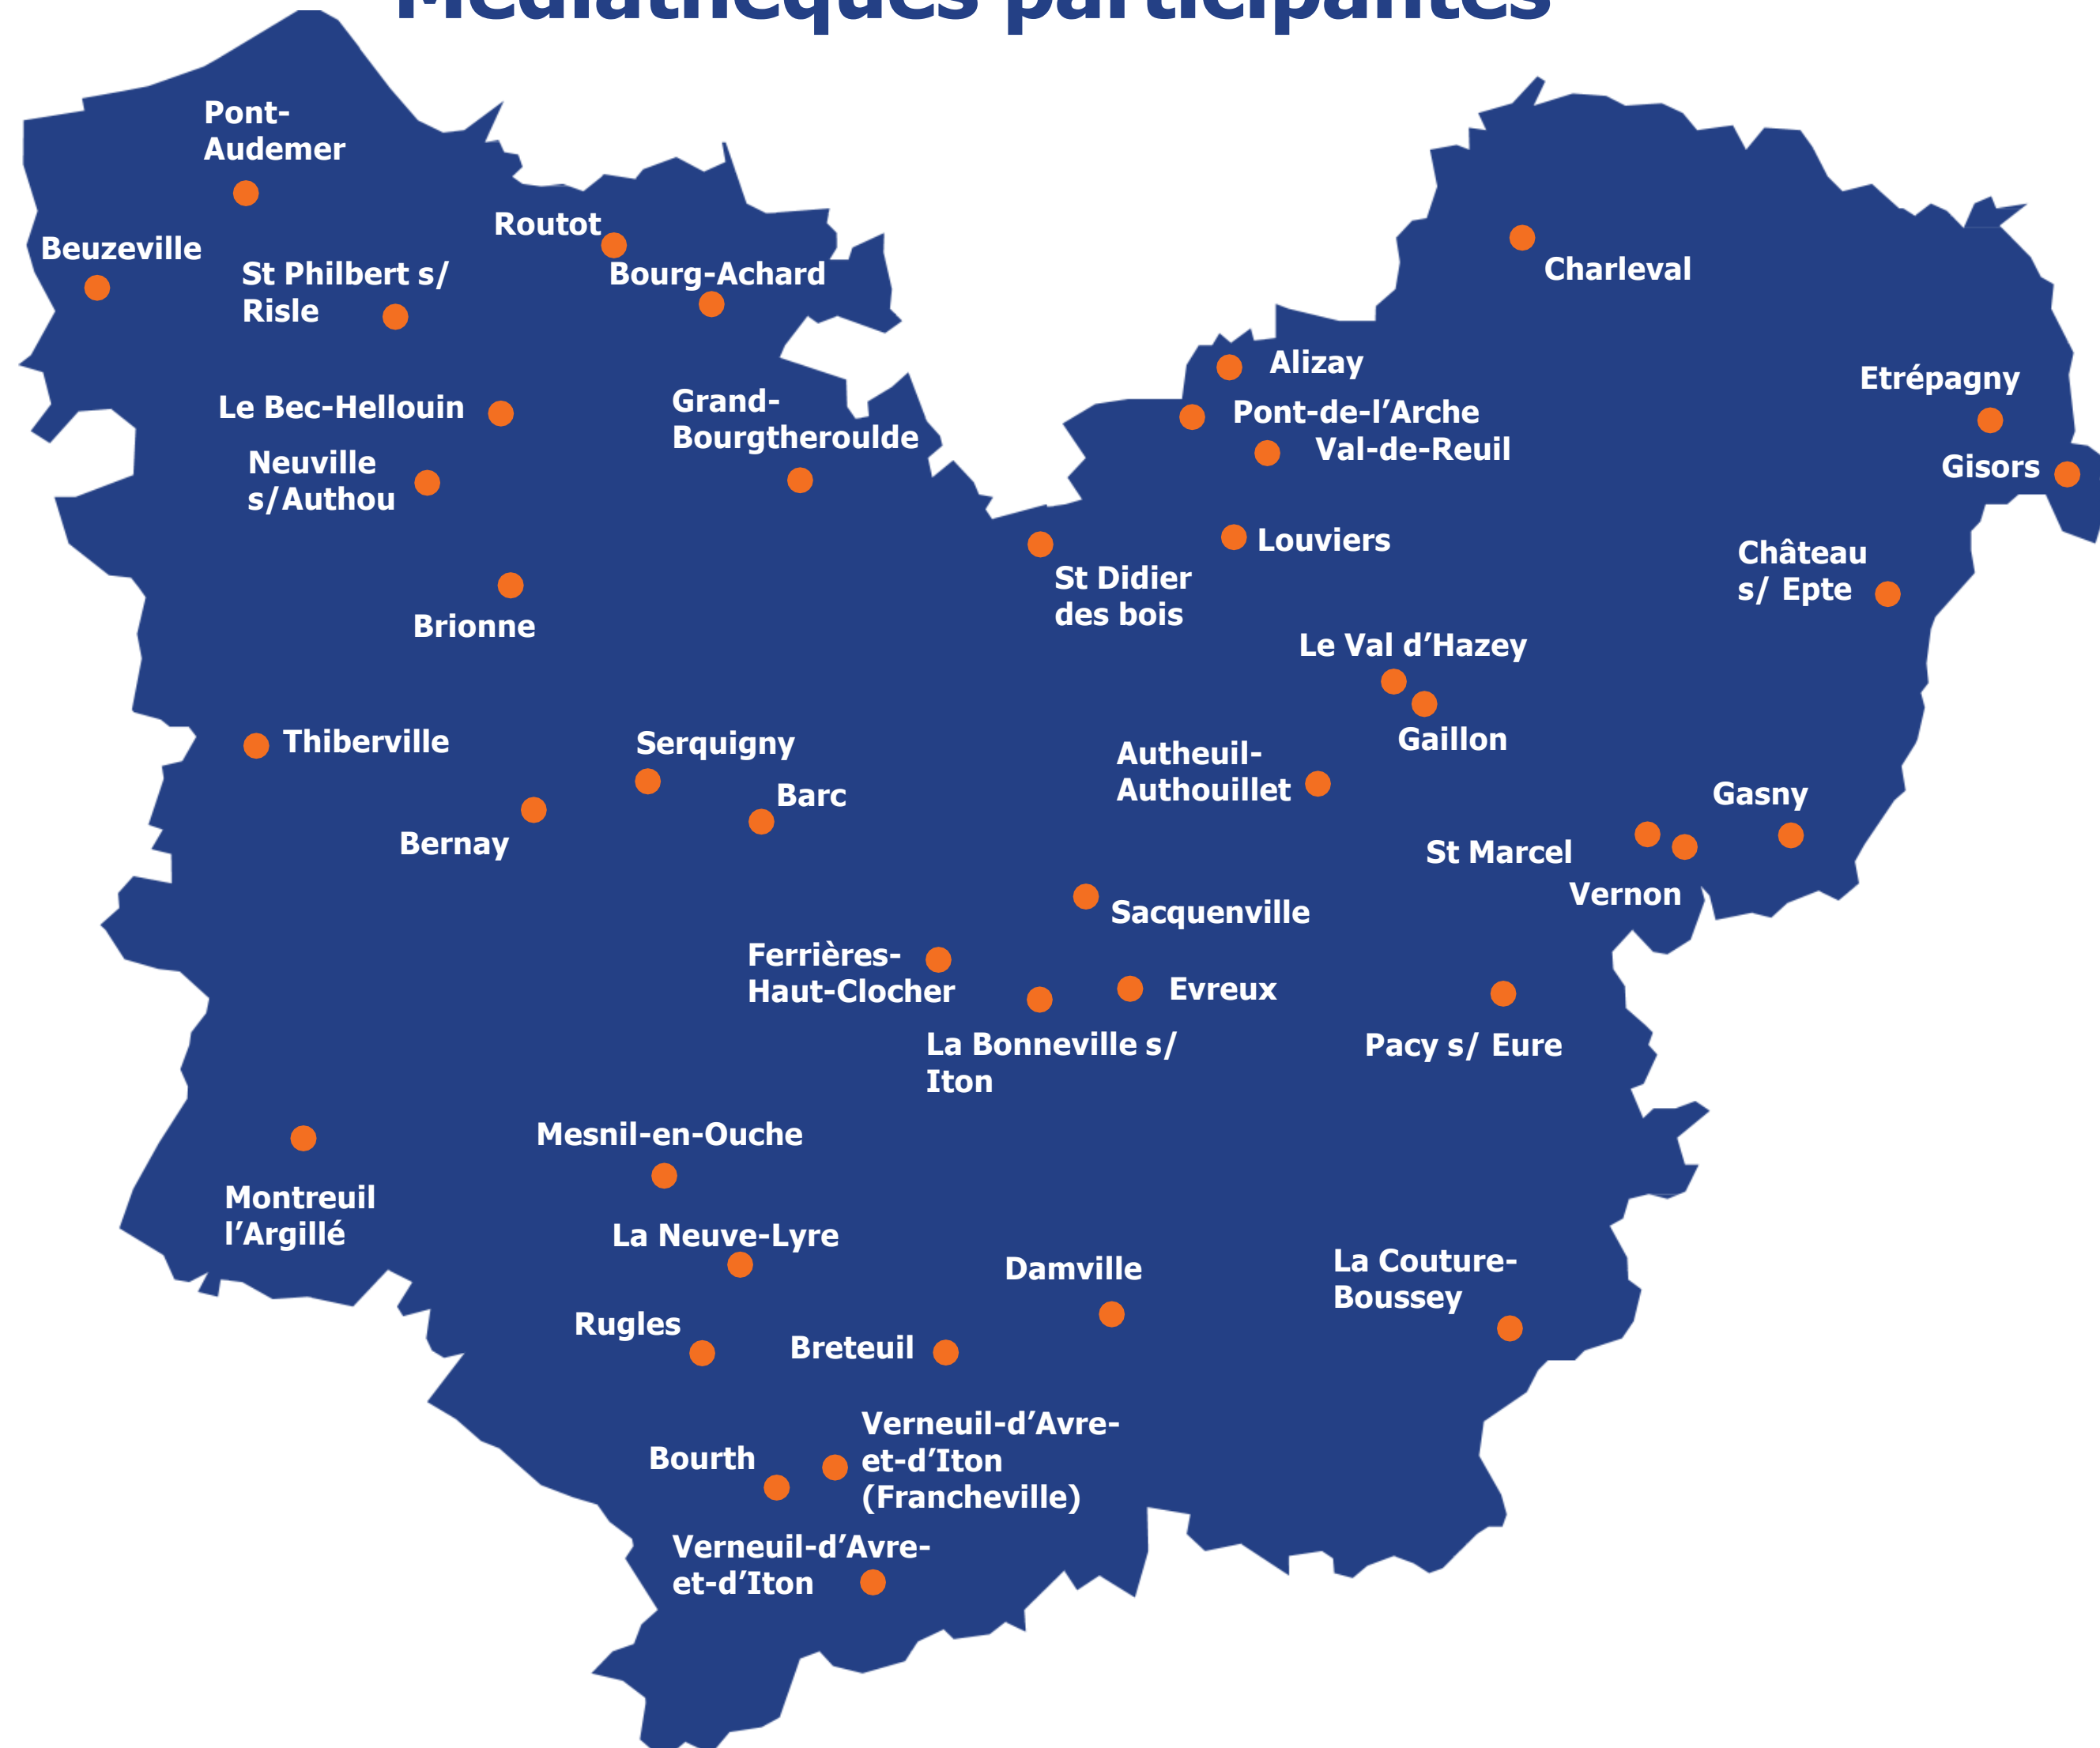 Médiathèques participantes
Pont-
Audemer
Routot
Beuzeville
St Philbert s/
Risle
Bourg-Achard
Charleval
Alizay
Etrépagny
Le Bec-Hellouin
Grand-
Bourgtheroulde
Pont-de-l’Arche
Val-de-Reuil
Gisors
Neuville
s/Authou
Louviers
Château
s/ Epte
St Didier
des bois
Brionne
Le Val d’Hazey
Gaillon
Thiberville
Serquigny
Autheuil-
Authouillet
Barc
Gasny
Bernay
St Marcel
Vernon
Sacquenville
Ferrières-
Haut-Clocher
Evreux
La Bonneville s/
Iton
Pacy s/ Eure
Mesnil-en-Ouche
Montreuil
l’Argillé
La Neuve-Lyre
Damville
La Couture-
Boussey
Rugles
Breteuil
Verneuil-d’Avre-
et-d’Iton
(Francheville)
Bourth
Verneuil-d’Avre-
et-d’Iton